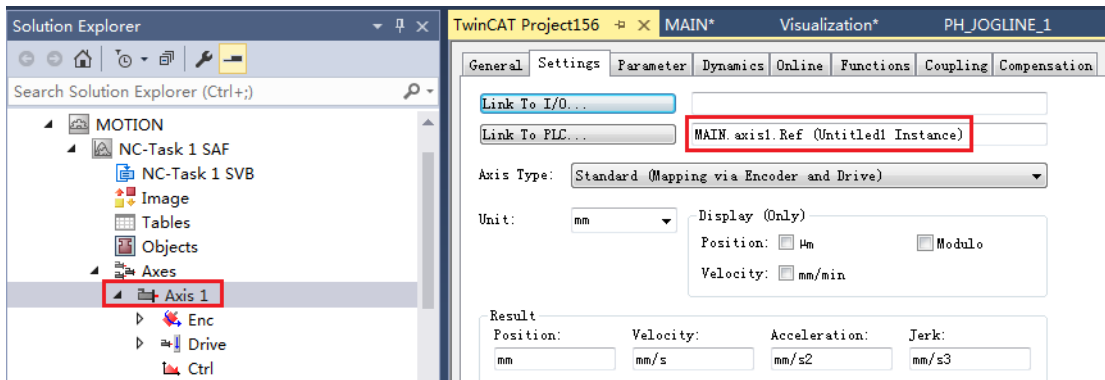 Solution Explorer
Search Solution Explorer (Ctrl+;)
MOTION
NC-Task 1 SAF
NC-Task 1 SVB
Image
Tables
Objects
Axes
Axis 1
Enc
Drive
Ctrl
TwinCAT Project156 MAIN* Visualization* PH_JOGLINE_1
General Settings Parameter Dynamics Online Functions Coupling Compensation
Link To I/O...
Link To PLC... MAIN.axis1.Ref (Untitled1 Instance)
Axis Type: Standard (Mapping via Encoder and Drive)
Unit: mm Display (Only)
Position: μm Modulo
Velocity: mm/min
Result
Position: Velocity: Acceleration: Jerk:
mm mm/s mm/s2 mm/s3